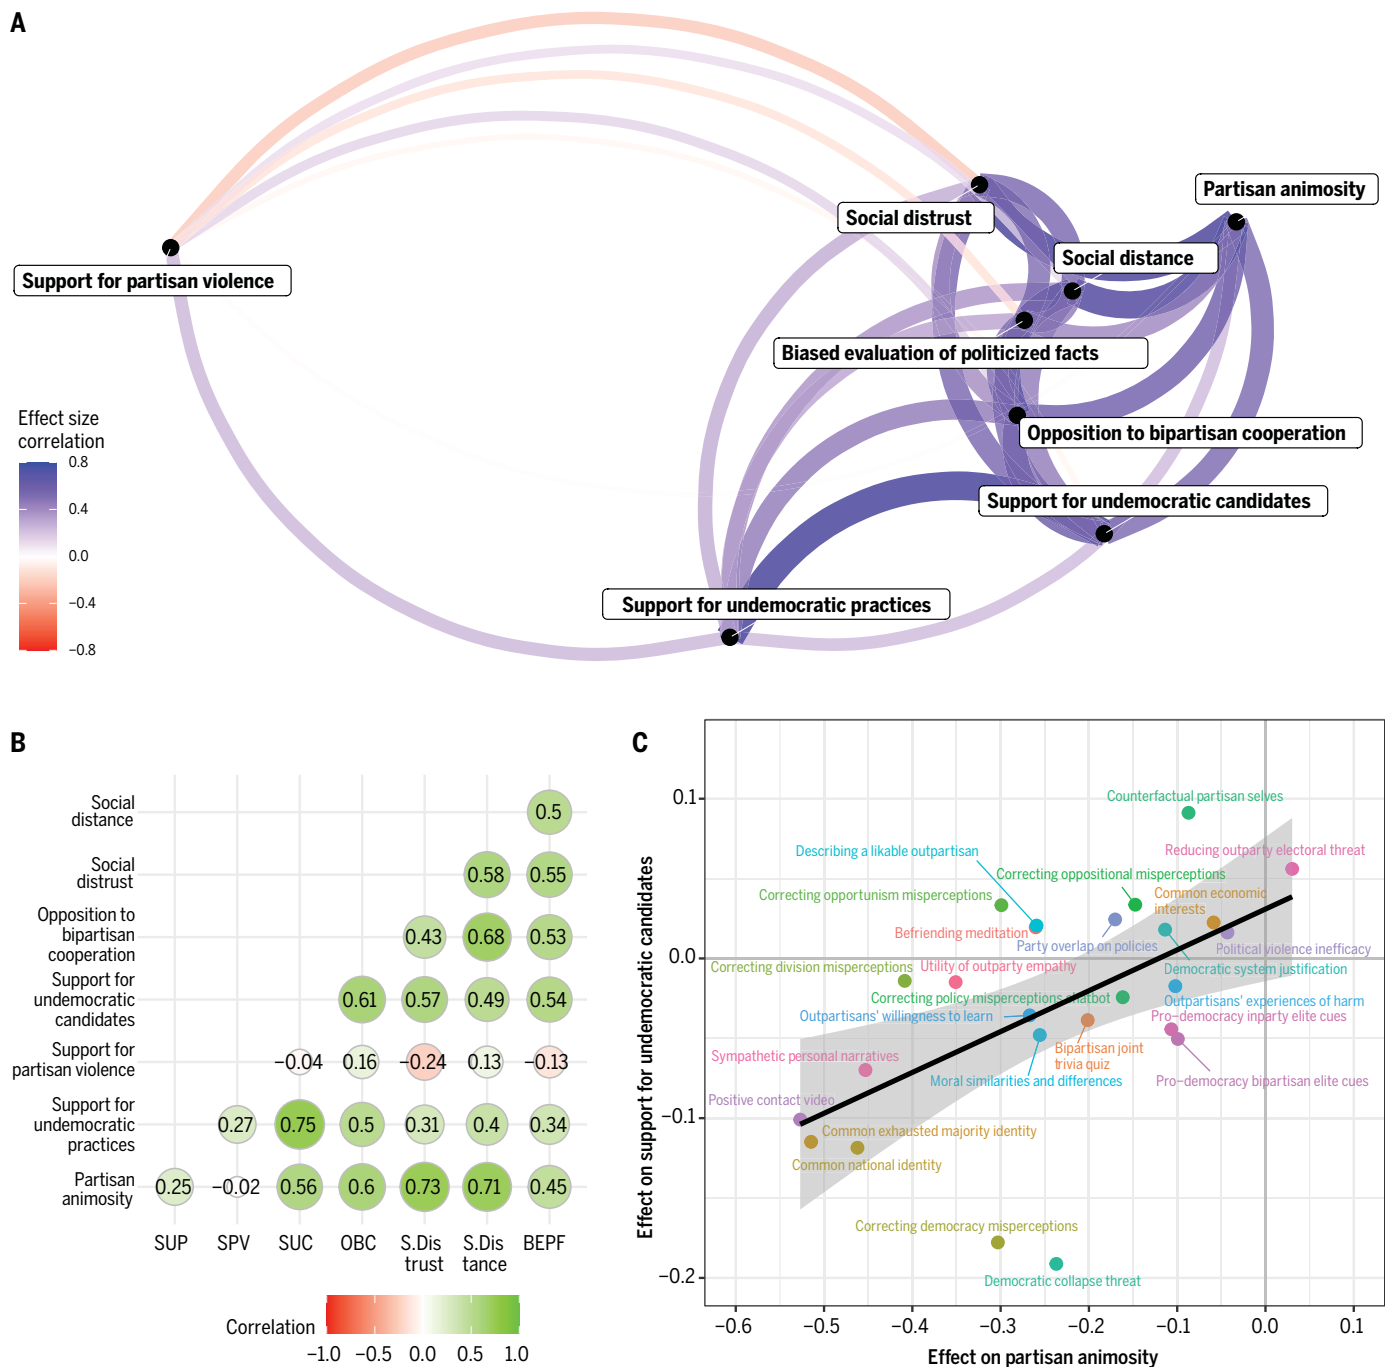 A
Partisan animosity
Social distrust
Social distance
Support for partisan violence
Biased evaluation of politicized facts
Effect size
correlation
0.8
0.4
0.0
−0.4
−0.8
Opposition to bipartisan cooperation
Support for undemocratic candidates
Support for undemocratic practices
B
Social
distance
0.5
Social
distrust
0.58 0.55
Opposition to
bipartisan
cooperation
0.43 0.68 0.53
Support for
undemocratic
candidates
0.61 0.57 0.49 0.54
Support for
partisan violence
−0.04 0.16 −0.24 0.13 −0.13
Support for
undemocratic
practices
0.27 0.75 0.5 0.31 0.4 0.34
Partisan
animosity
0.25 −0.02 0.56 0.6 0.73 0.71 0.45
SUP SPV SUC OBC S.Dis S.Dis BEPF
trust tance
Correlation
−1.0 −0.5 0.0 0.5 1.0
C
Effect on support for undemocratic candidates
0.1
0.0
−0.1
−0.2
Counterfactual partisan selves
Describing a likable outpartisan
Reducing outparty electoral threat
Correcting oppositional misperceptions
Correcting opportunism misperceptions
Common economic
interests
Befriending meditation
Party overlap on policies
Political violence inefficacy
Correcting division misperceptions
Utility of outparty empathy
Democratic system justification
Correcting policy misperceptions chatbot
Outpartisans' experiences of harm
Outpartisans' willingness to learn
Pro−democracy inparty elite cues
Bipartisan joint
trivia quiz
Sympathetic personal narratives
Moral similarities and differences
Pro−democracy bipartisan elite cues
Positive contact video
Common exhausted majority identity
Common national identity
Correcting democracy misperceptions
Democratic collapse threat
−0.6 −0.5 −0.4 −0.3 −0.2 −0.1 0.0 0.1
Effect on partisan animosity